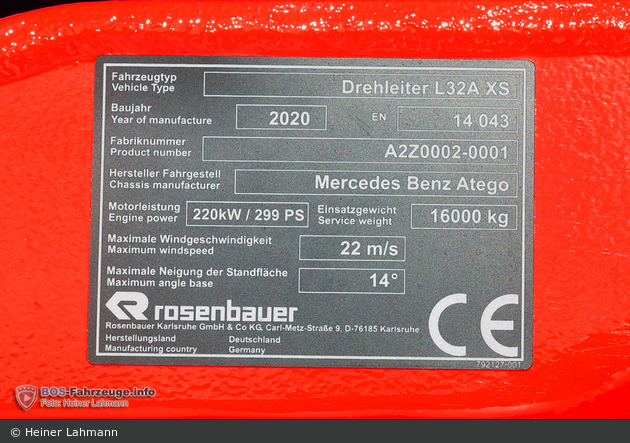 Fahrzeugtyp
Vehicle Type
Drehleiter L32A XS
Baujahr
Year of manufacture
2020
EN
14 043
Fabriknummer
Product number
A2Z0002-0001
Hersteller Fahrgestell
Chassis manufacturer
Mercedes Benz Atego
Motorleistung
Engine power
220kW / 299 PS
Einsatzgewicht
Service weight
16000 kg
Maximale Windgeschwindigkeit
Maximum windspeed
22 m/s
Maximale Neigung der Standfläche
Maximum angle base
14°
rosenbauer
Rosenbauer Karlsruhe GmbH & Co KG, Carl-Metz-Straße 9, D-76185 Karlsruhe
Herstellungsland
Manufacturing country
Deutschland
Germany
CE
792127-001
BOS-Fahrzeuge.info
Foto: Heiner Lahmann
© Heiner Lahmann